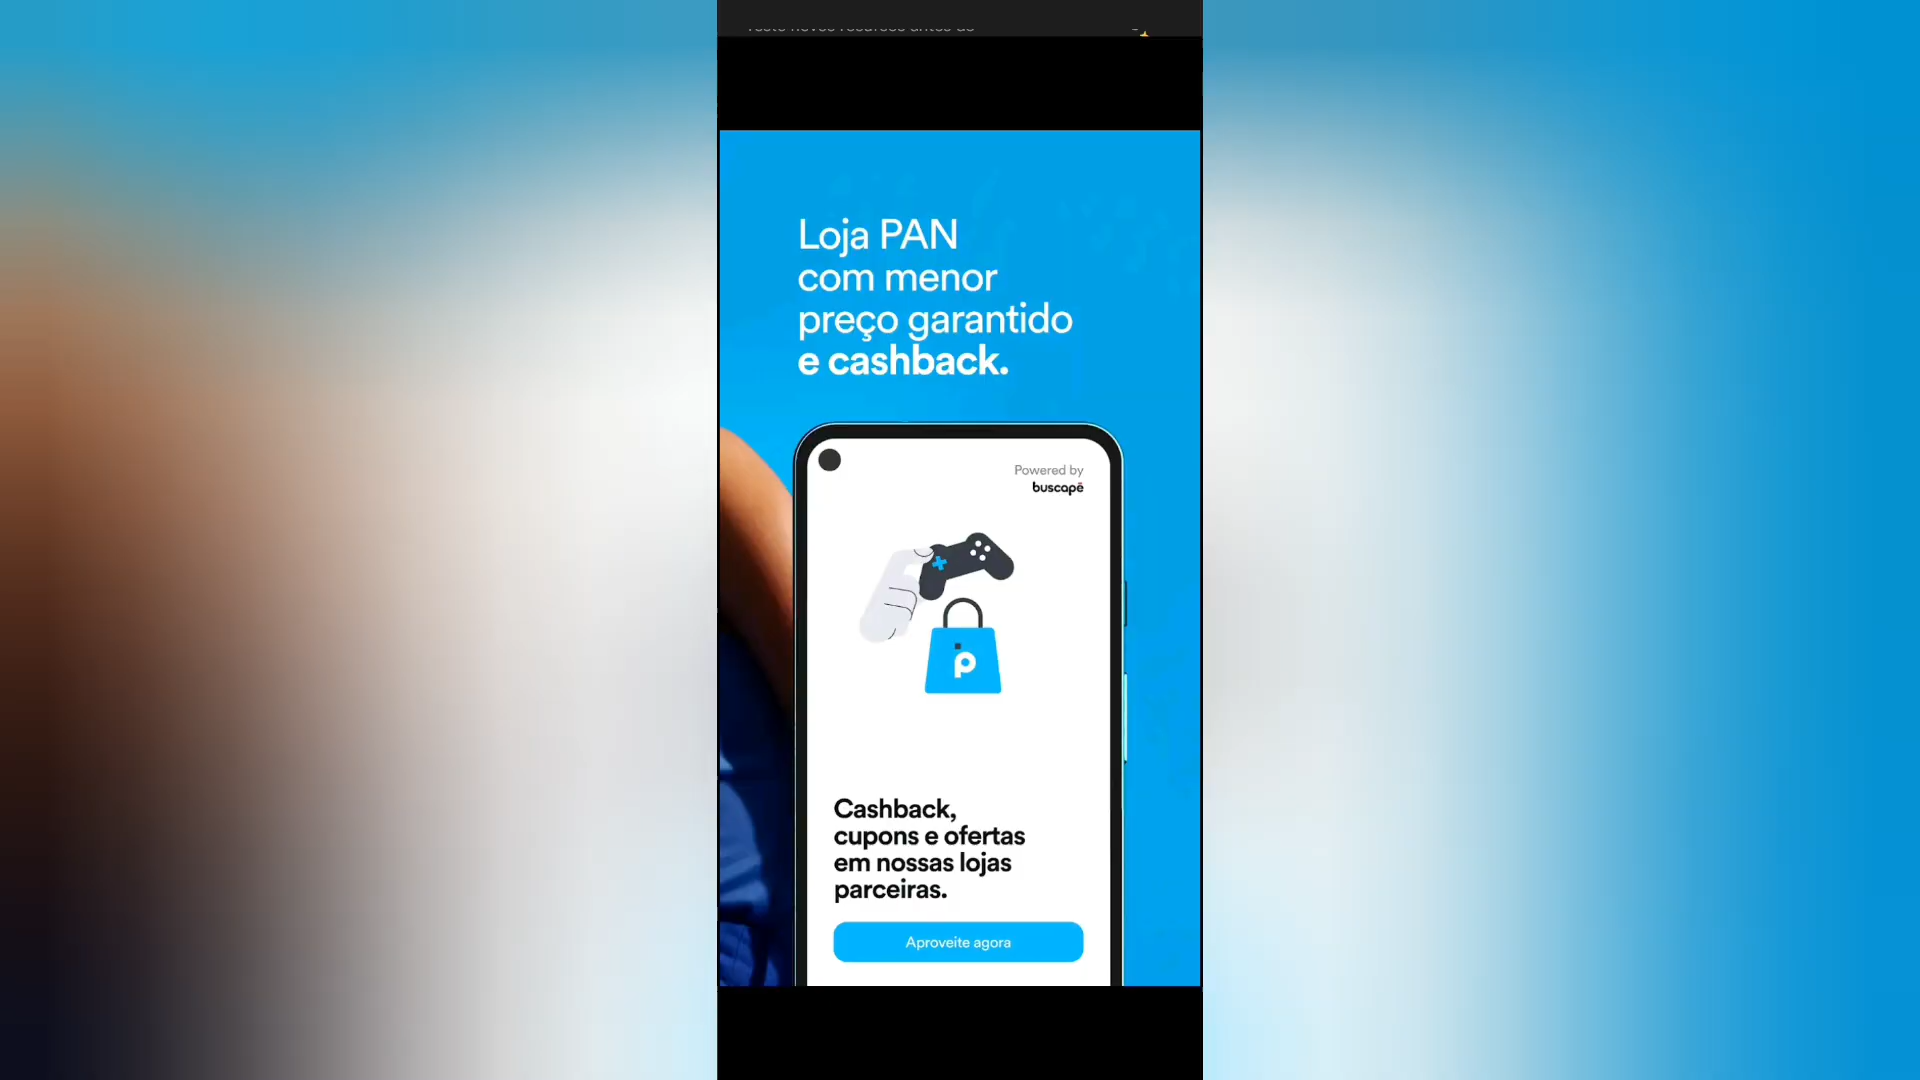 Loja PAN
com menor
preço garantido
e cashback.
Powered by
buscapé
p
Cashback,
cupons e ofertas
em nossas lojas
parceiras.
Aproveite agora